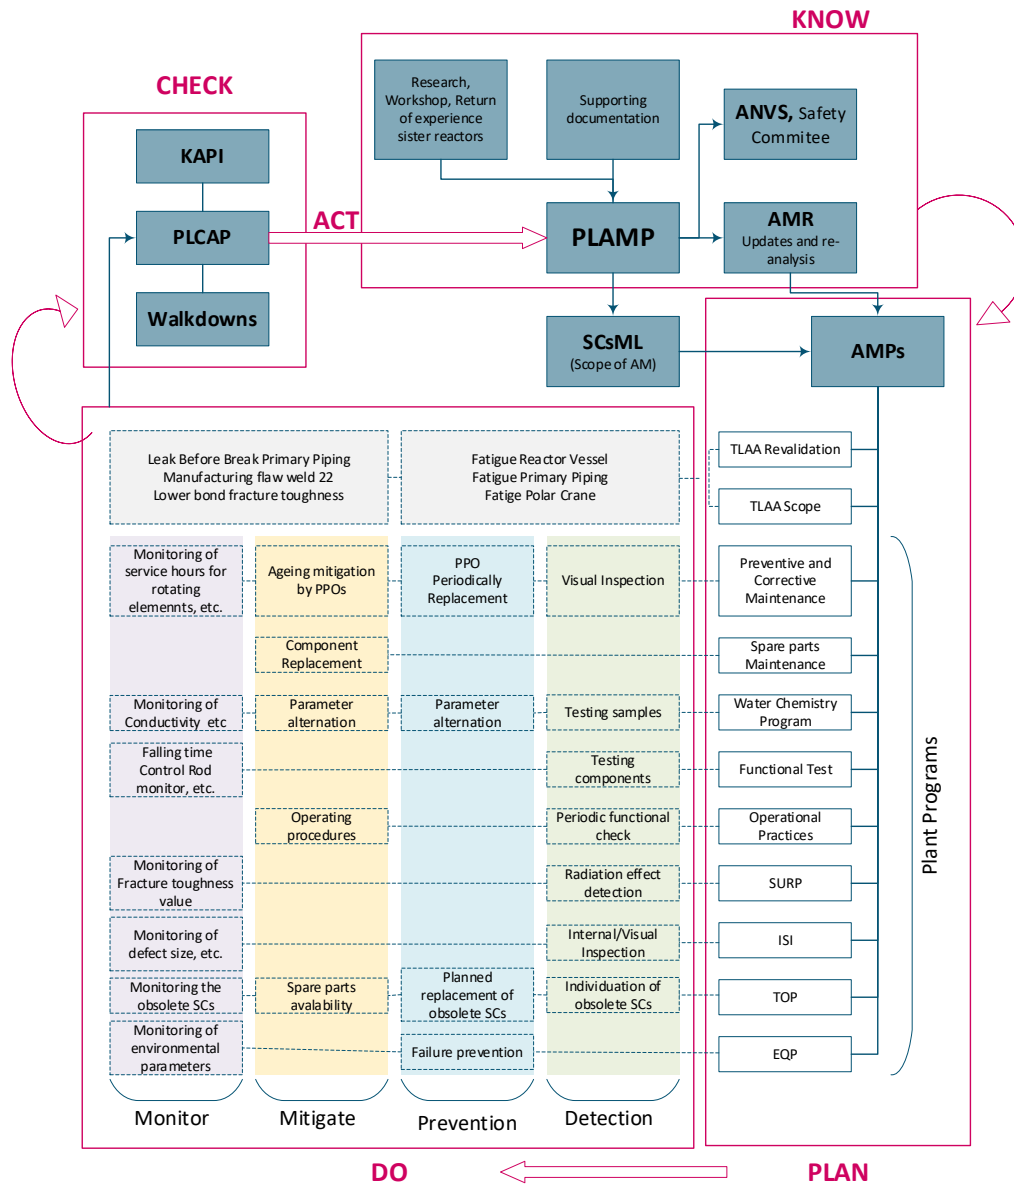 KNOW
CHECK
Research,
Workshop, Return
of experience
sister reactors
Supporting
documentation
ANVS, Safety
Commitee
KAPI
ACT
PLCAP
PLAMP
AMR
Updates and re-
analysis
Walkdowns
SCsML
(Scope of AM)
AMPs
Leak Before Break Primary Piping
Manufacturing flaw weld 22
Lower bond fracture toughness
Fatigue Reactor Vessel
Fatigue Primary Piping
Fatige Polar Crane
TLAA Revalidation
TLAA Scope
Monitoring of
service hours for
rotating
elemennts, etc.
Ageing mitigation
by PPOs
PPO
Periodically
Replacement
Visual Inspection
Preventive and
Corrective
Maintenance
Component
Replacement
Spare parts
Maintenance
Monitoring of
Conductivity etc
Parameter
alternation
Parameter
alternation
Testing samples
Water Chemistry
Program
Falling time
Control Rod
monitor, etc.
Testing
components
Functional Test
Operating
procedures
Periodic functional
check
Operational
Practices
Monitoring of
Fracture toughness
value
Radiation effect
detection
SURP
Monitoring of
defect size, etc.
Internal/Visual
Inspection
ISI
Monitoring the
obsolete SCs
Spare parts
avalability
Planned
replacement of
obsolete SCs
Individuation of
obsolete SCs
TOP
Monitoring of
environmental
parameters
Failure prevention
EQP
Plant Programs
Monitor
Mitigate
Prevention
Detection
DO
PLAN